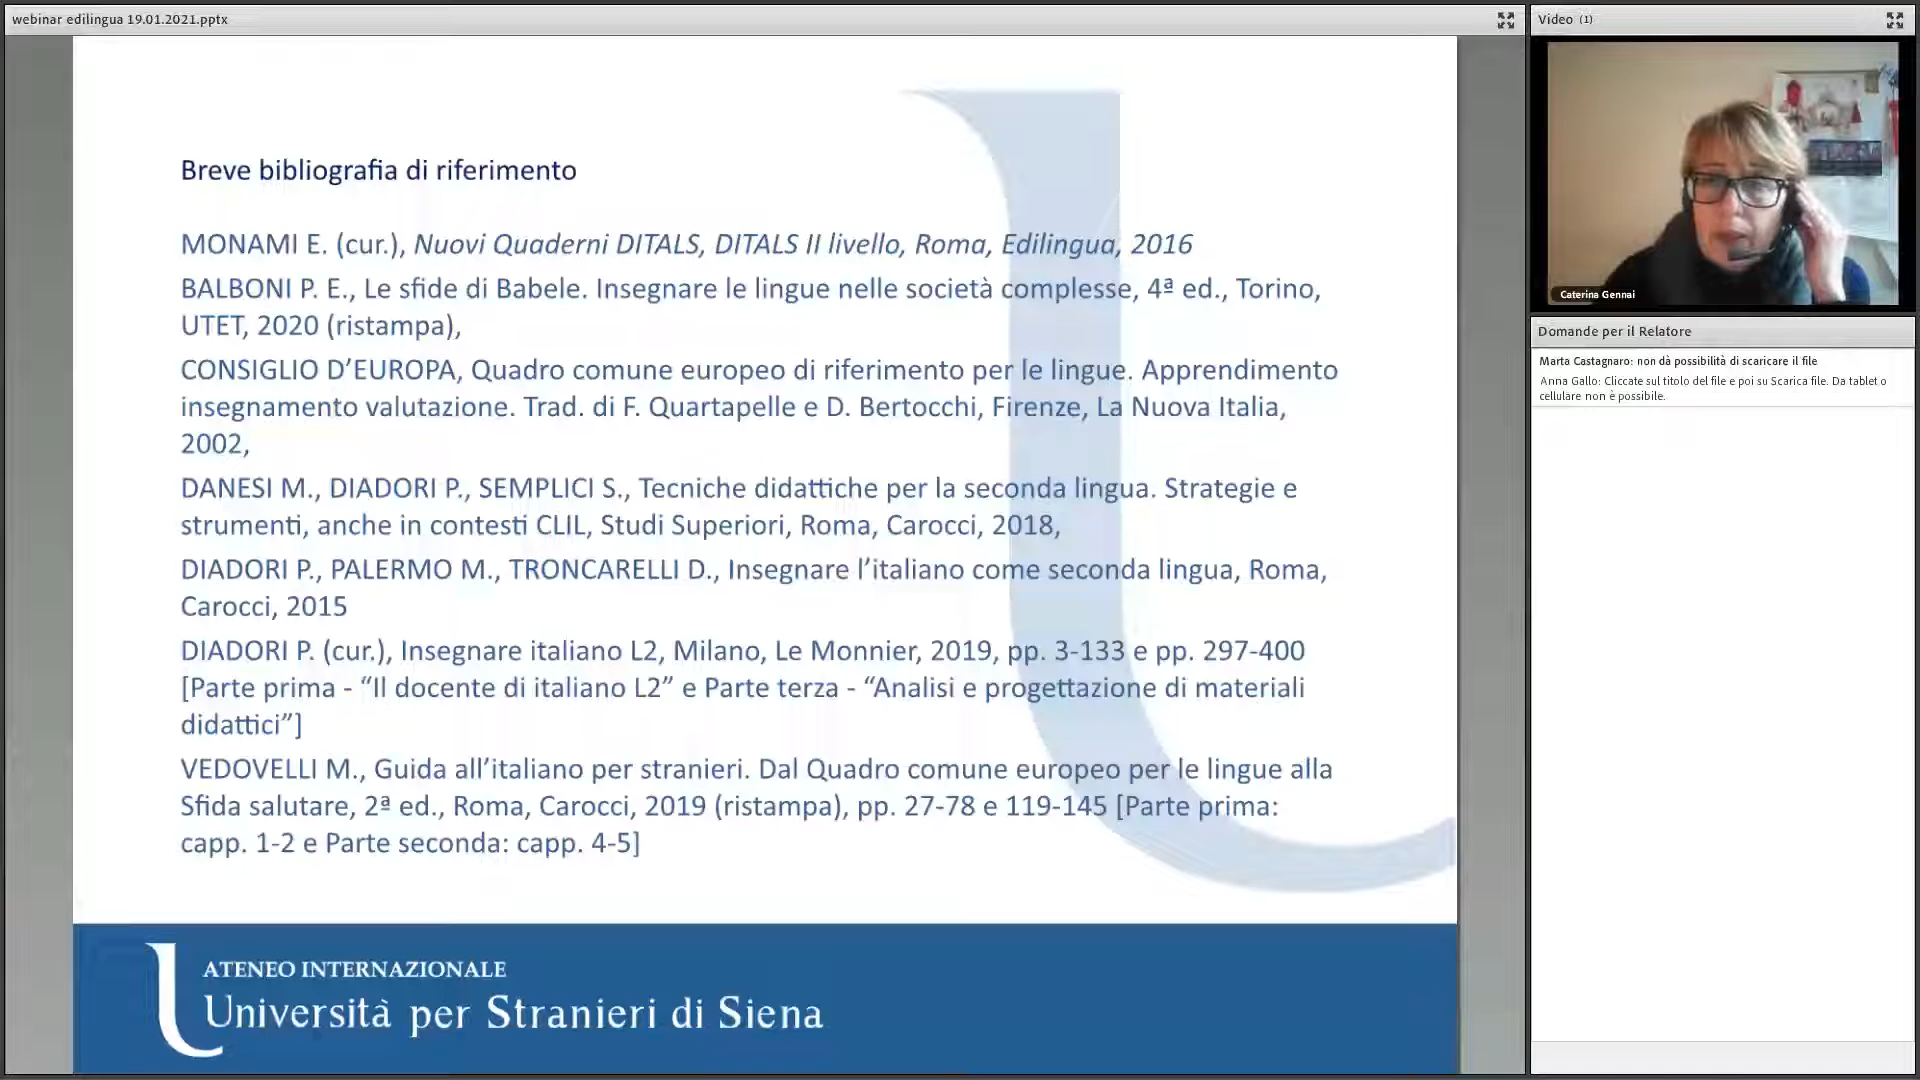 webinar edilingua 19.01.2021.pptx
Breve bibliografia di riferimento
MONAMI E. (cur.), Nuovi Quaderni DITALS, DITALS II livello, Roma, Edilingua, 2016
BALBONI P. E., Le sfide di Babele. Insegnare le lingue nelle società complesse, 4ª ed., Torino,
UTET, 2020 (ristampa),
CONSIGLIO D’EUROPA, Quadro comune europeo di riferimento per le lingue. Apprendimento
insegnamento valutazione. Trad. di F. Quartapelle e D. Bertocchi, Firenze, La Nuova Italia,
2002,
DANESI M., DIADORI P., SEMPLICI S., Tecniche didattiche per la seconda lingua. Strategie e
strumenti, anche in contesti CLIL, Studi Superiori, Roma, Carocci, 2018,
DIADORI P., PALERMO M., TRONCARELLI D., Insegnare l’italiano come seconda lingua, Roma,
Carocci, 2015
DIADORI P. (cur.), Insegnare italiano L2, Milano, Le Monnier, 2019, pp. 3-133 e pp. 297-400
[Parte prima - “Il docente di italiano L2” e Parte terza - “Analisi e progettazione di materiali
didattici”]
VEDOVELLI M., Guida all’italiano per stranieri. Dal Quadro comune europeo per le lingue alla
Sfida salutare, 2ª ed., Roma, Carocci, 2019 (ristampa), pp. 27-78 e 119-145 [Parte prima:
capp. 1-2 e Parte seconda: capp. 4-5]
ATENEO INTERNAZIONALE
Università per Stranieri di Siena
Video (1)
Caterina Gennai
Domande per il Relatore
Marta Castagnaro: non dà possibilità di scaricare il file
Anna Gallo: Cliccate sul titolo del file e poi su Scarica file. Da tablet o
cellulare non è possibile.